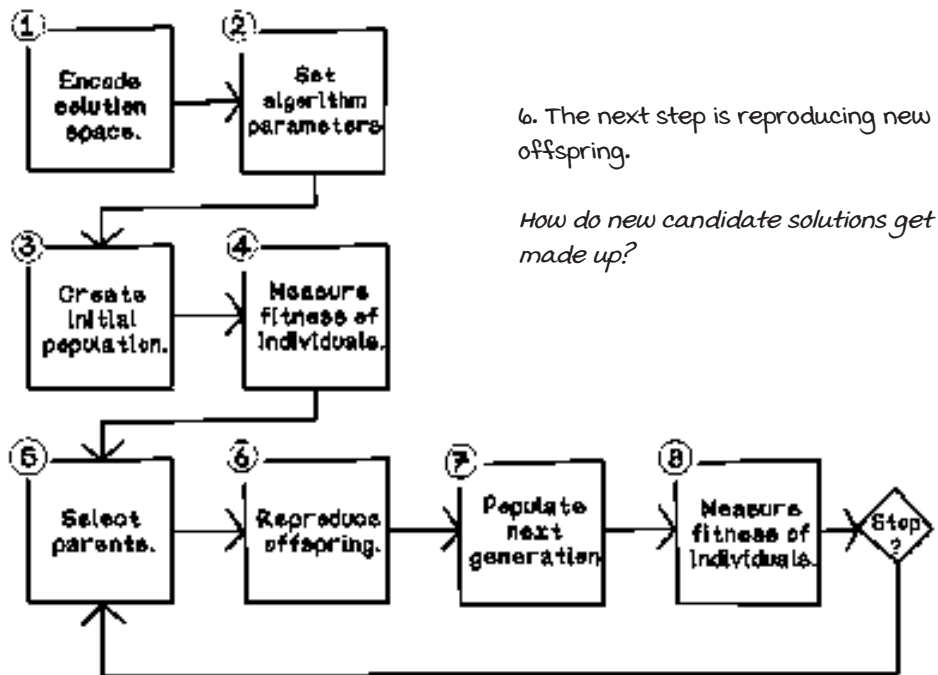 1
2
Encode
solution
space.
Set
algorithm
parameters
6. The next step is reproducing new
offspring.
How do new candidate solutions get
made up?
3
4
Create
initial
population.
Measure
fitness of
individuals.
5
6
7
8
Select
parents.
Reproduce
offspring.
Populate
next
generation
Measure
fitness of
individuals.
Stop
?